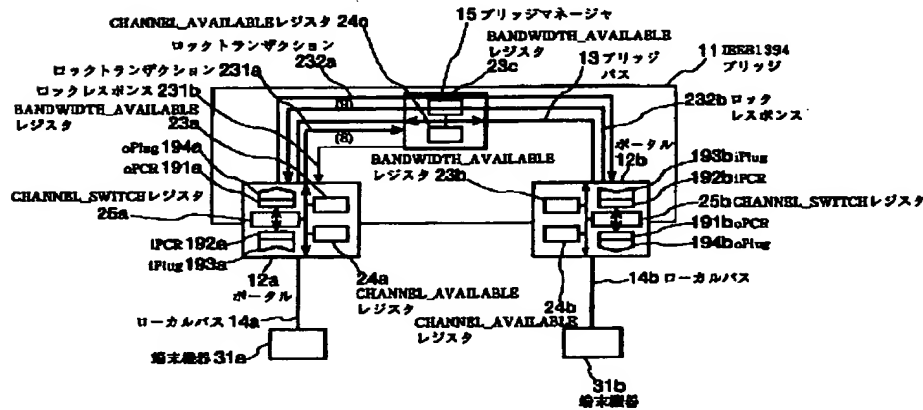 CHANNEL_AVAILABLEレジスタ 24c
15 ブリッジマネージャ
ロックトランザクション
232a
BANDWIDTH_AVAILABLE
レジスタ
23c
13 ブリッジ
バス
11 IEEE1394
ブリッジ
ロックトランザクション 231a
ロックレスポンス 231b
BANDWIDTH_AVAILABLE
レジスタ
23a
(9)
(8)
232b ロック
レスポンス
oPlug 194a
oPCR 191a
CHANNEL_SWITCHレジスタ
25a
iPCR 192a
iPlug 193a
12a
ポータル
BANDWIDTH_AVAILABLE
レジスタ 23b
ポータル
12b
193b iPlug
192b iPCR
25b CHANNEL_SWITCHレジスタ
191b oPCR
194b oPlug
24a
CHANNEL_AVAILABLE
レジスタ
24b
CHANNEL_AVAILABLE
レジスタ
14b ローカルバス
ローカルバス 14a
端末機器 31a
31b
端末機器